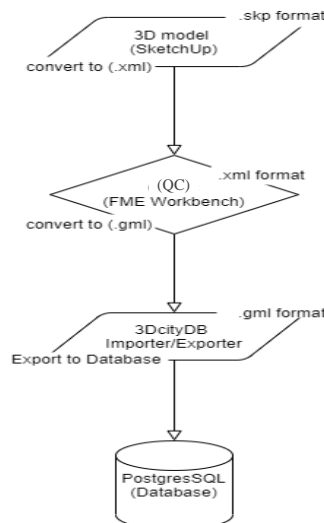 .skp format
3D model
(SketchUp)
convert to (.xml)
(QC)
.xml format
(FME Workbench)
convert to (.gml)
.gml format
3DcityDB
Importer/Exporter
Export to Database
PostgresSQL
(Database)